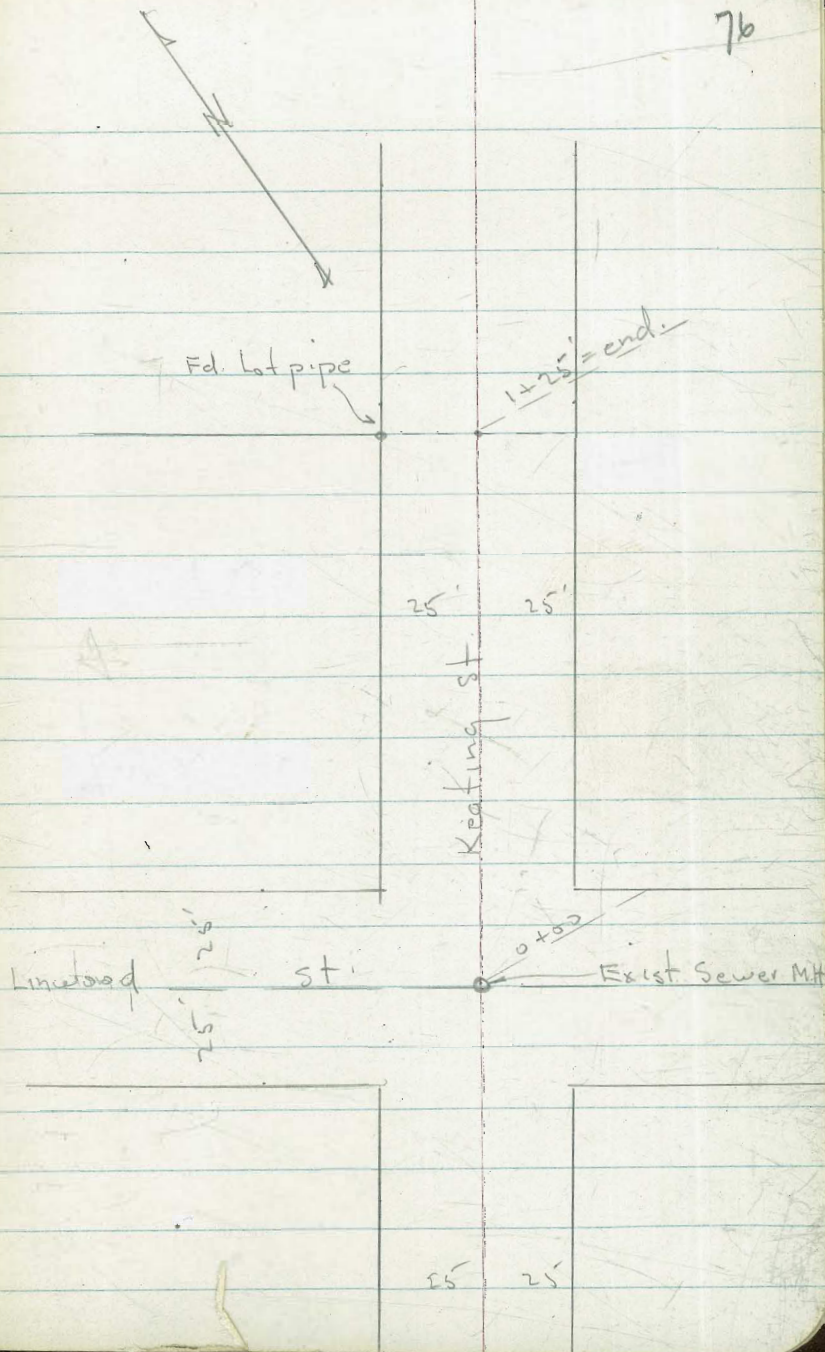 76
N
Fd. Lot pipe
1+25' = end.
25' 25'
Keating St.
25'
0+00
Linwood St.
Exist. Sewer MH
25'
25 25